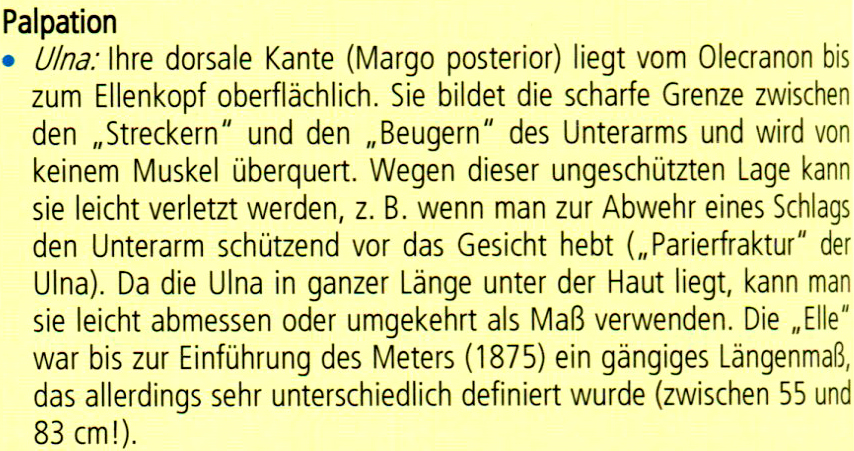 Palpation
• Ulna: Ihre dorsale Kante (Margo posterior) liegt vom Olecranon bis
zum Ellenkopf oberflächlich. Sie bildet die scharfe Grenze zwischen
den „Streckern" und den „Beugern" des Unterarms und wird von
keinem Muskel überquert. Wegen dieser ungeschützten Lage kann
sie leicht verletzt werden, z. B. wenn man zur Abwehr eines Schlags
den Unterarm schützend vor das Gesicht hebt („Parierfraktur" der
Ulna). Da die Ulna in ganzer Länge unter der Haut liegt, kann man
sie leicht abmessen oder umgekehrt als Maß verwenden. Die „Elle"
war bis zur Einführung des Meters (1875) ein gängiges Längenmaß,
das allerdings sehr unterschiedlich definiert wurde (zwischen 55 und
83 cm!).